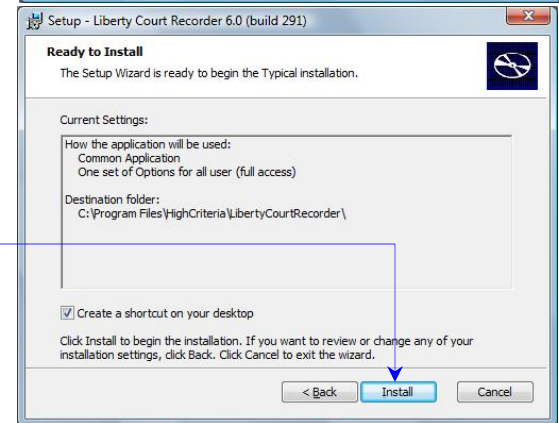 Setup - Liberty Court Recorder 6.0 (build 291)
Ready to Install
The Setup Wizard is ready to begin the Typical installation.
Current Settings:
How the application will be used:
Common Application
One set of Options for all user (full access)
Destination folder:
C:\Program Files\HighCriteria\LibertyCourtRecorder\
Create a shortcut on your desktop
Click Install to begin the installation. If you want to review or change any of your
installation settings, click Back. Click Cancel to exit the wizard.
< Back
Install
Cancel